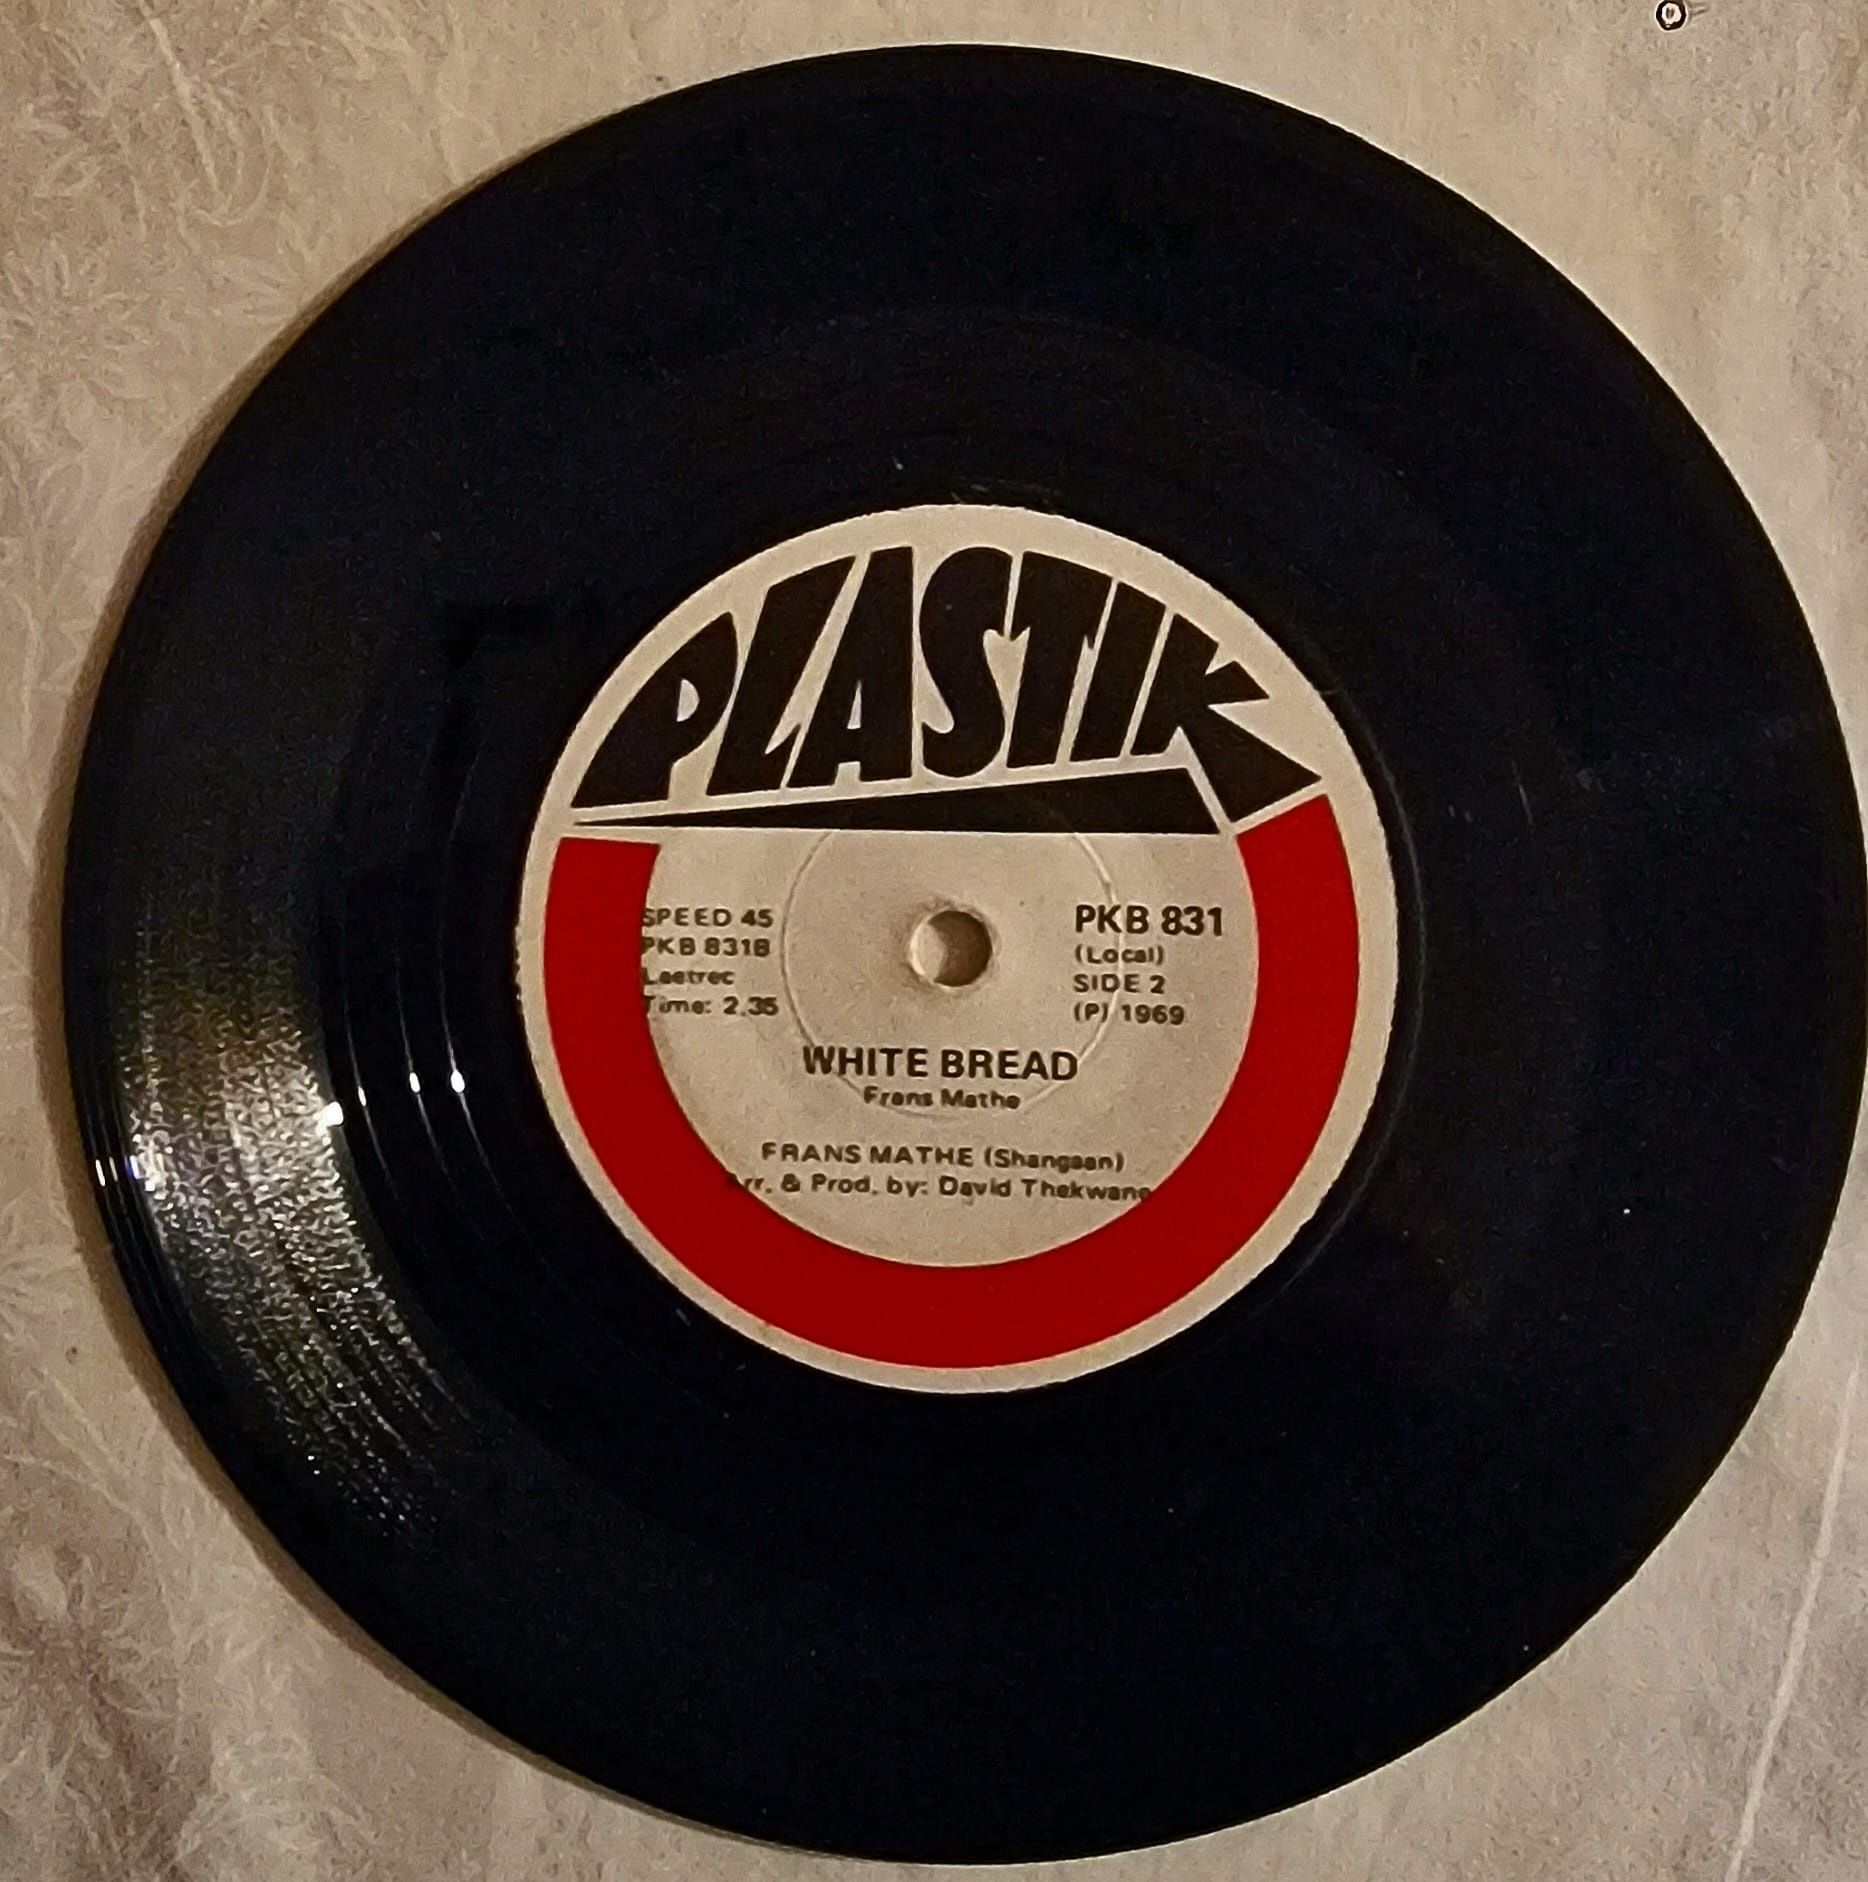 PLASTIK
SPEED 45
PKB 831B
Laetrec
Time: 2.35
PKB 831
(Local)
SIDE 2
(P) 1969
WHITE BREAD
Frans Mathe
FRANS MATHE (Shangaan)
Arr. & Prod. by: David Thekwane